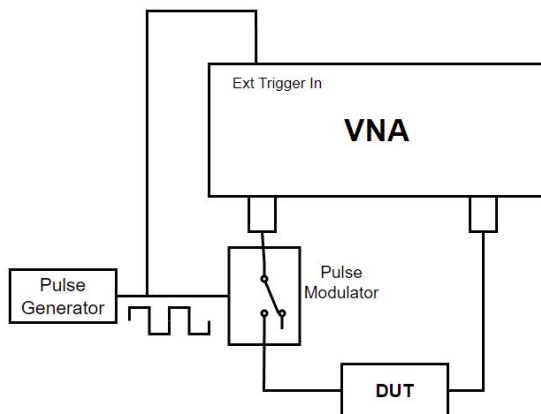 Ext Trigger In
VNA
Pulse
Modulator
Pulse
Generator
DUT